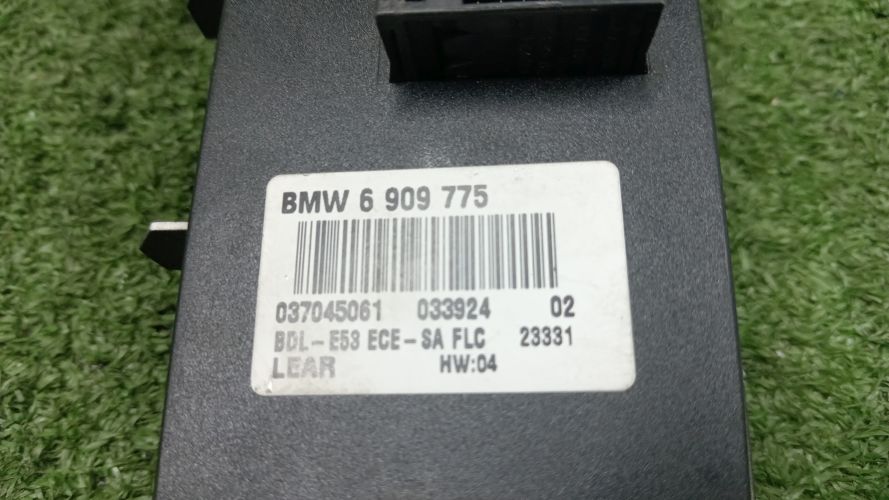 BMW 6 909 775
037045061 033924 02
BDL-E53 ECE-SA FLC 23331
LEAR HW:04